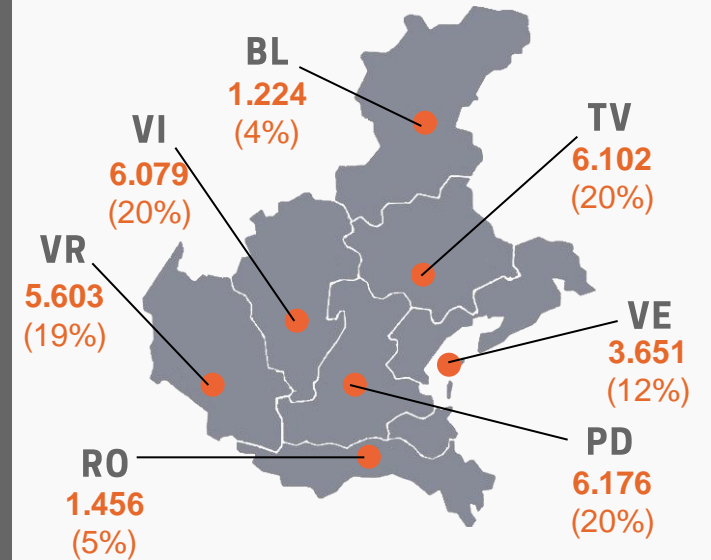 BL
1.224
(4%)
VI
6.079
(20%)
TV
6.102
(20%)
VR
5.603
(19%)
VE
3.651
(12%)
PD
6.176
(20%)
RO
1.456
(5%)